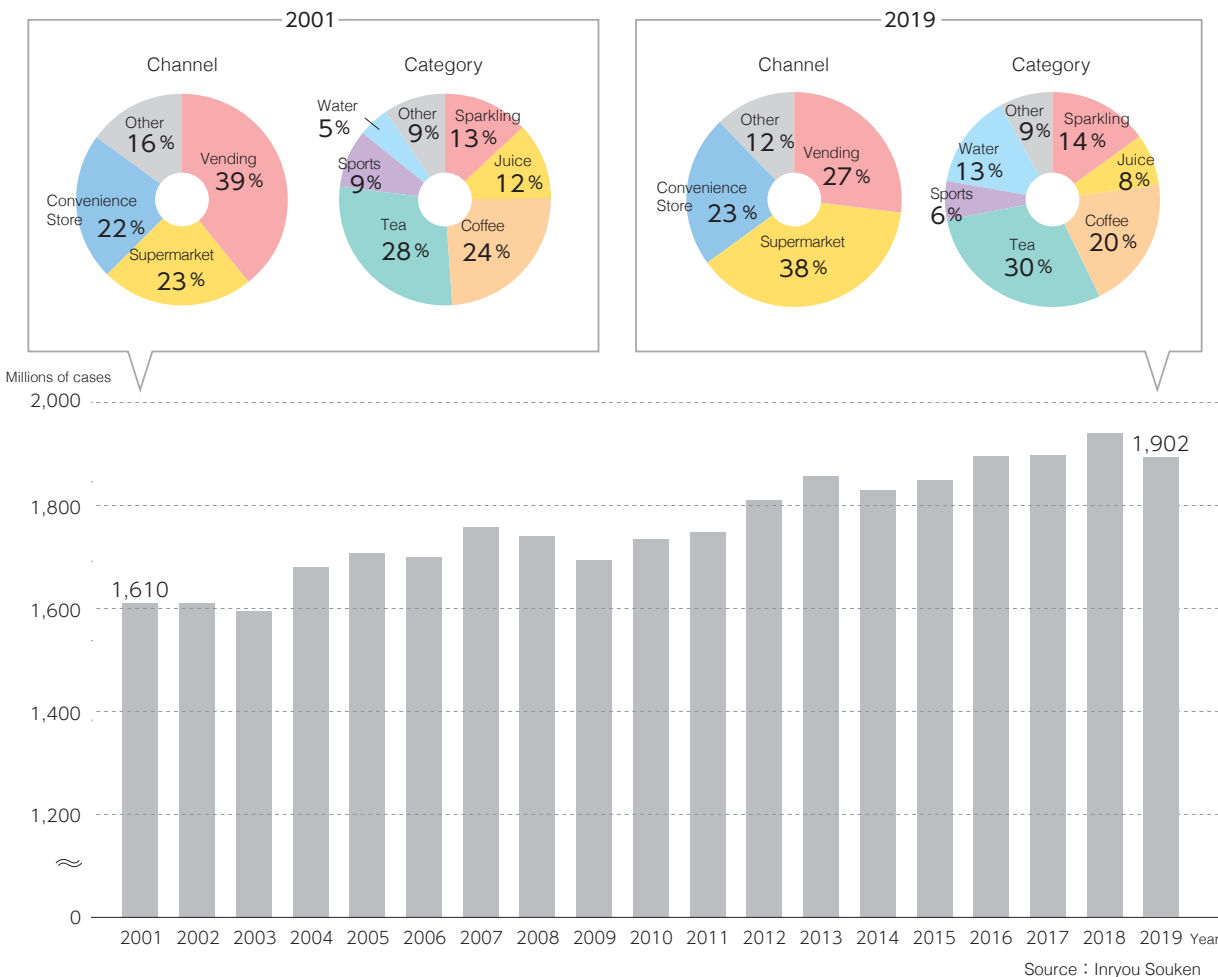 2001
Channel
Vending
39%
Supermarket
23%
Convenience
Store
22%
Other
16%
Category
Sparkling
13%
Juice
12%
Coffee
24%
Tea
28%
Sports
9%
Water
5%
Other
9%
2019
Channel
Vending
27%
Supermarket
38%
Convenience
Store
23%
Other
12%
Category
Sparkling
14%
Juice
8%
Coffee
20%
Tea
30%
Sports
6%
Water
13%
Other
9%
Millions of cases
2,000
1,800
1,600
1,400
1,200
0
1,610
1,902
2001 2002 2003 2004 2005 2006 2007 2008 2009 2010 2011 2012 2013 2014 2015 2016 2017 2018 2019 Year
Source：Inryou Souken